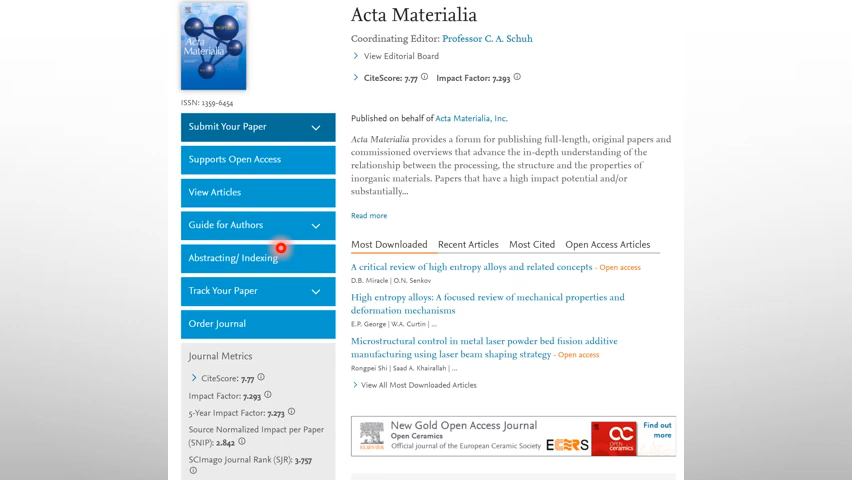 Acta Materialia
Acta Materialia
Coordinating Editor: Professor C. A. Schuh
View Editorial Board
CiteScore: 7.77 Impact Factor: 7.293
ISSN: 1359-6454
Submit Your Paper
Supports Open Access
View Articles
Guide for Authors
Abstracting/ Indexing
Track Your Paper
Order Journal
Journal Metrics
CiteScore: 7.77
Impact Factor: 7.293
5-Year Impact Factor: 7.273
Source Normalized Impact per Paper
(SNIP): 2.842
SCImago Journal Rank (SJR): 3.757
Published on behalf of Acta Materialia, Inc.
Acta Materialia provides a forum for publishing full-length, original papers and
commissioned overviews that advance the in-depth understanding of the
relationship between the processing, the structure and the properties of
inorganic materials. Papers that have a high impact potential and/or
substantially...
Read more
Most Downloaded Recent Articles Most Cited Open Access Articles
A critical review of high entropy alloys and related concepts - Open access
D.B. Miracle | O.N. Senkov
High entropy alloys: A focused review of mechanical properties and
deformation mechanisms
E.P. George | W.A. Curtin | ...
Microstructural control in metal laser powder bed fusion additive
manufacturing using laser beam shaping strategy - Open access
Rongpei Shi | Saad A. Khairallah | ...
View All Most Downloaded Articles
New Gold Open Access Journal
Open Ceramics
Official journal of the European Ceramic Society
ECERS
OC
open ceramics
Find out
more